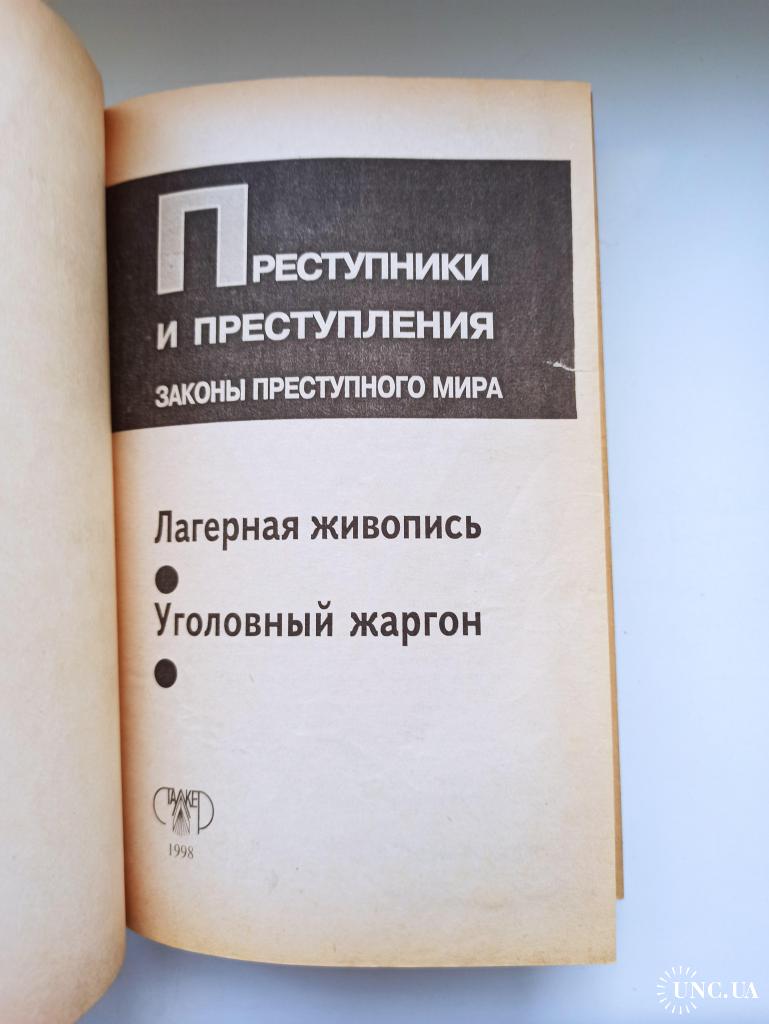 ПРЕСТУПНИКИ
И ПРЕСТУПЛЕНИЯ
ЗАКОНЫ ПРЕСТУПНОГО МИРА
Лагерная живопись
Уголовный жаргон
СТАЛКЕР
1998
UNC.UA